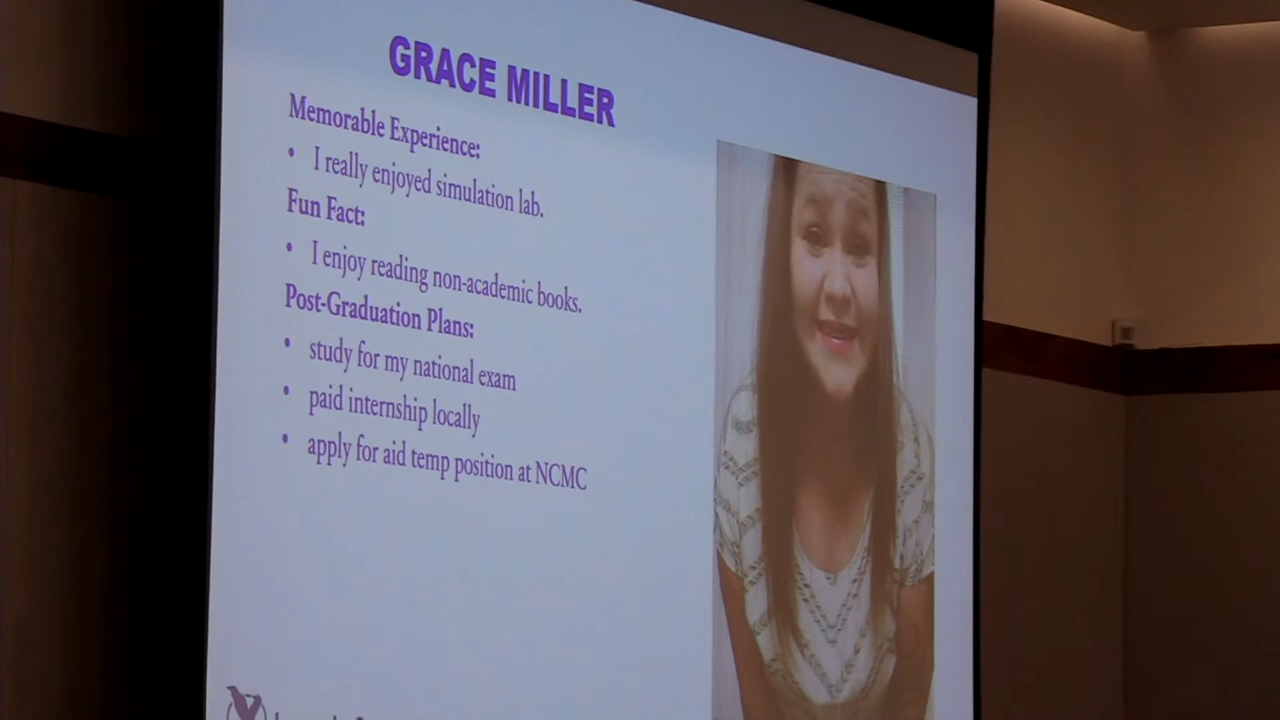 GRACE MILLER
Memorable Experience:
• I really enjoyed simulation lab.
Fun Fact:
• I enjoy reading non-academic books.
Post-Graduation Plans:
• study for my national exam
• paid internship locally
• apply for aid temp position at NCMC